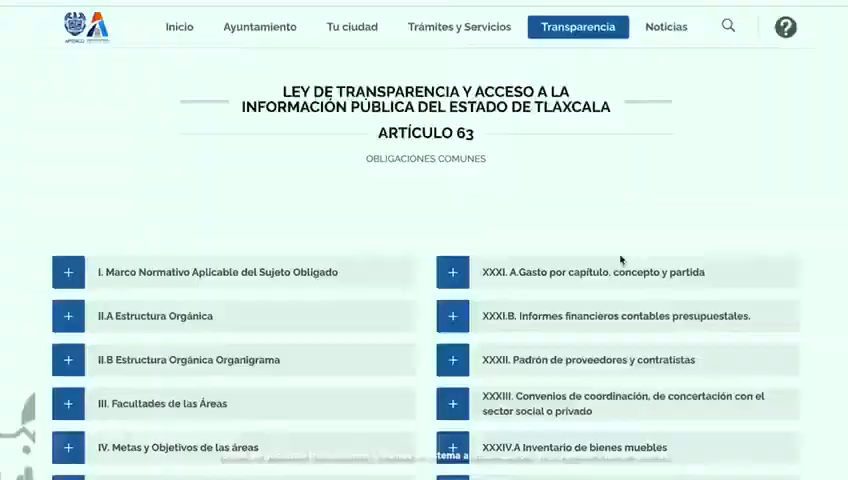 Inicio
Ayuntamiento
Tu ciudad
Trámites y Servicios
Transparencia
Noticias
APIZACO
LEY DE TRANSPARENCIA Y ACCESO A LA
INFORMACIÓN PÚBLICA DEL ESTADO DE TLAXCALA
ARTÍCULO 63
OBLIGACIONES COMUNES
I. Marco Normativo Aplicable del Sujeto Obligado
II.A Estructura Orgánica
II.B Estructura Orgánica Organigrama
III. Facultades de las Áreas
IV. Metas y Objetivos de las áreas
XXXI. A.Gasto por capítulo, concepto y partida
XXXI.B. Informes financieros contables presupuestales.
XXXII. Padrón de proveedores y contratistas
XXXIII. Convenios de coordinación, de concertación con el
sector social o privado
XXXIV.A Inventario de bienes muebles